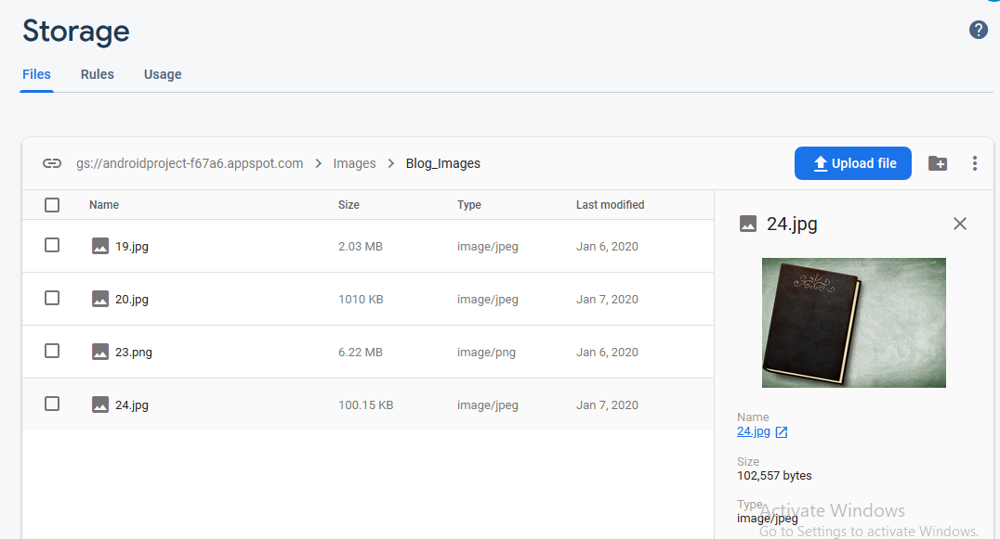 Storage
?
Files Rules Usage
gs://androidproject-f67a6.appspot.com > Images > Blog_Images
Upload file
Name Size Type Last modified
19.jpg 2.03 MB image/jpeg Jan 6, 2020
20.jpg 1010 KB image/jpeg Jan 7, 2020
23.png 6.22 MB image/png Jan 6, 2020
24.jpg 100.15 KB image/jpeg Jan 7, 2020
24.jpg
Name
24.jpg
Size
102,557 bytes
Type
image/jpeg
Activate Windows
Go to Settings to activate Windows.